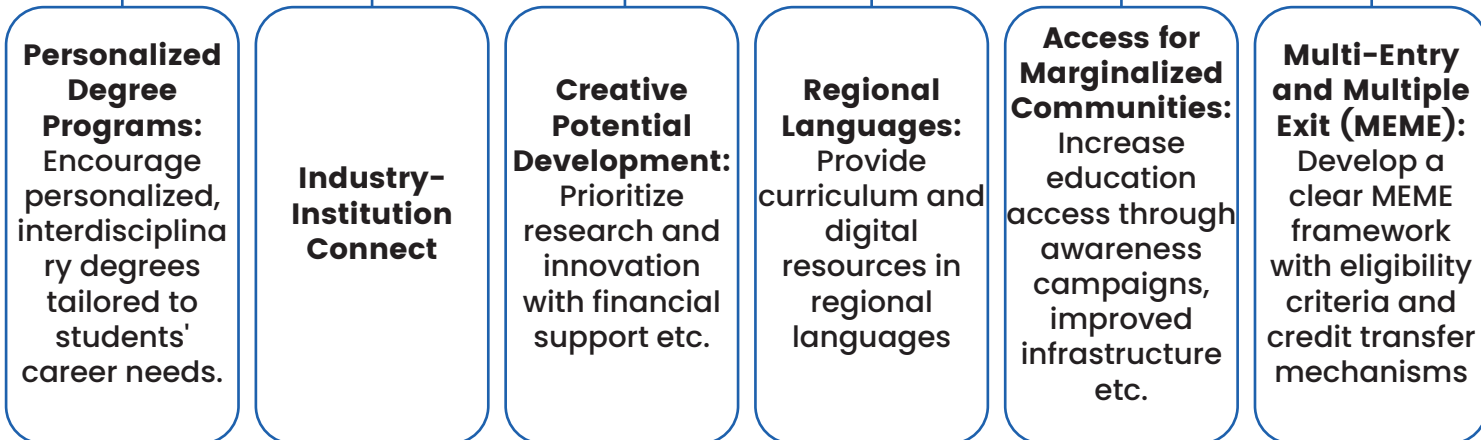 Personalized
Degree
Programs:
Encourage
personalized,
interdisciplina
ry degrees
tailored to
students'
career needs.
Industry-
Institution
Connect
Creative
Potential
Development:
Prioritize
research and
innovation
with financial
support etc.
Regional
Languages:
Provide
curriculum and
digital
resources in
regional
languages
Access for
Marginalized
Communities:
Increase
education
access through
awareness
campaigns,
improved
infrastructure
etc.
Multi-Entry
and Multiple
Exit (MEME):
Develop a
clear MEME
framework
with eligibility
criteria and
credit transfer
mechanisms